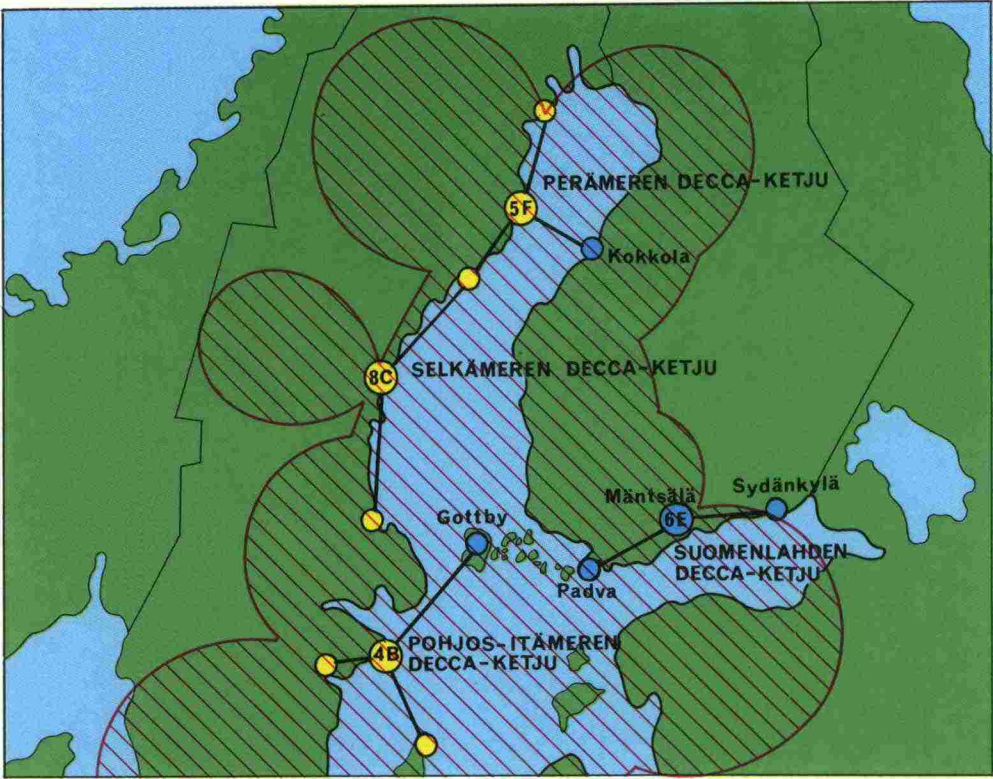 PERÄMEREN DECCA-KETJU
5F
Kokkola
8C
SELKÄMEREN DECCA-KETJU
Sydänkylä
Mäntsälä
6E
Gottby
SUOMENLAHDEN
DECCA-KETJU
Padva
4B
POHJOS-ITÄMEREN
DECCA-KETJU